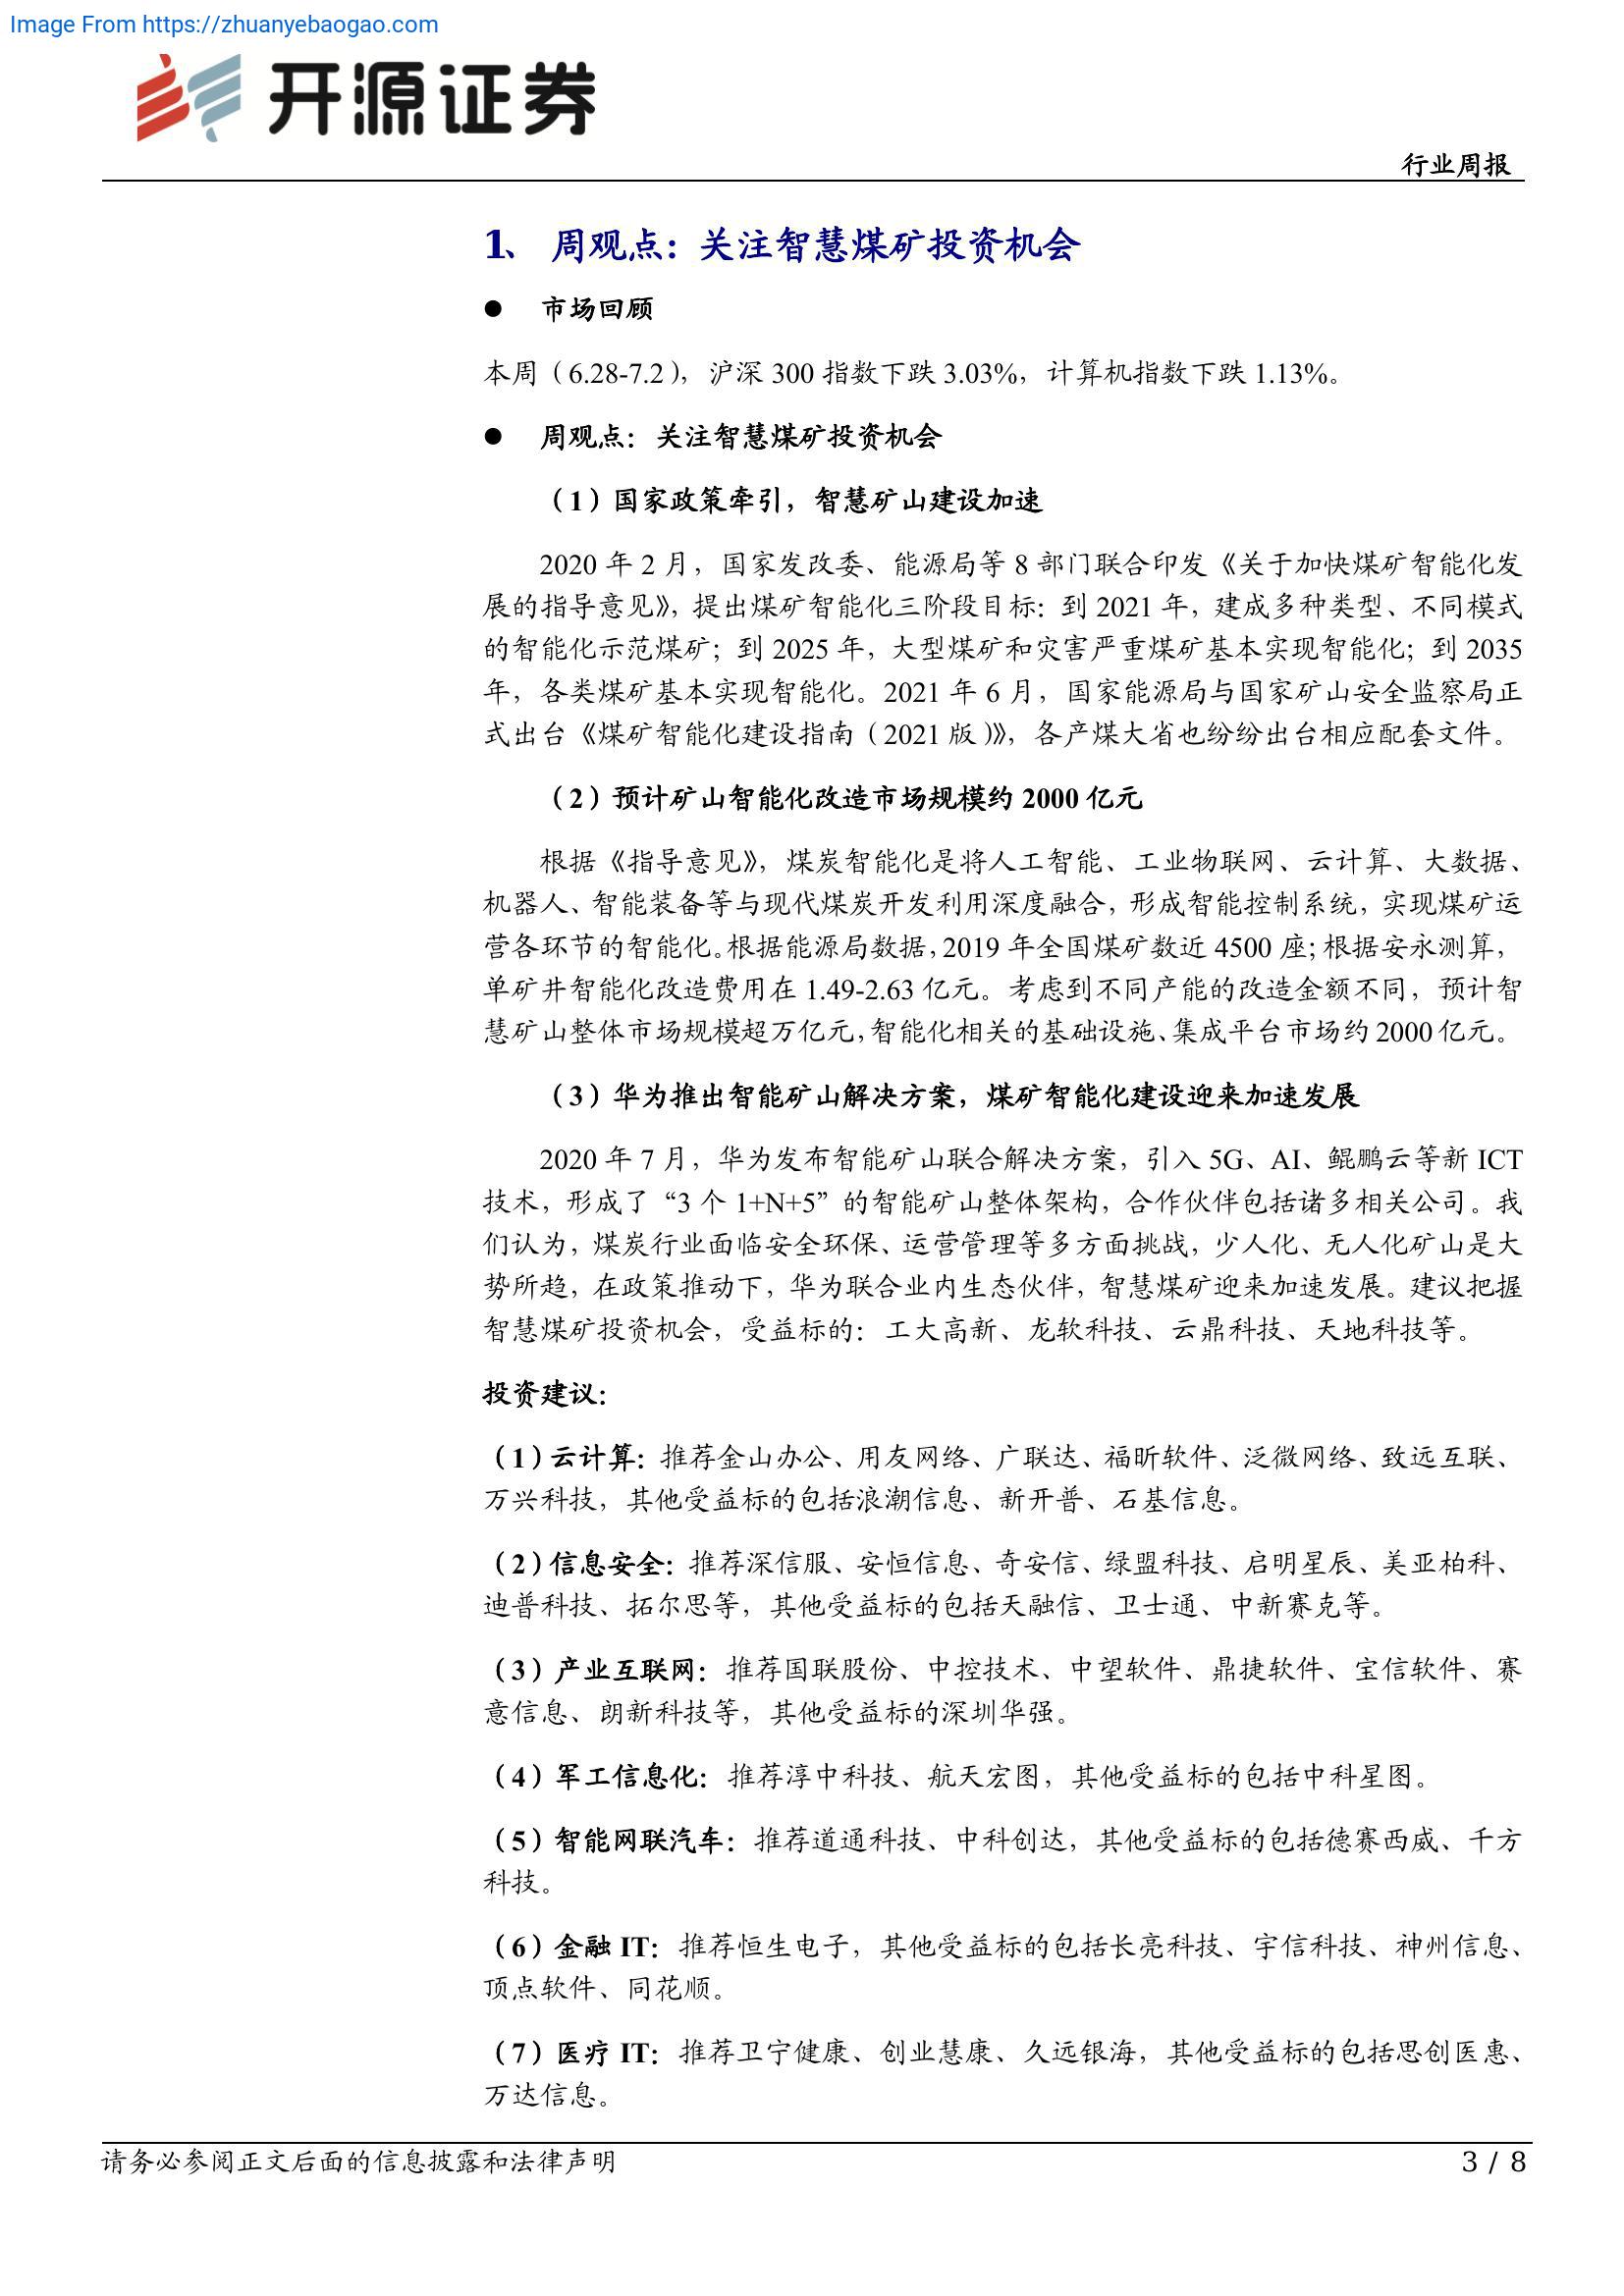 Image From https://zhuanyebaogao.com
开源证券
行业周报
1、 周观点：关注智慧煤矿投资机会
● 市场回顾
本周（6.28-7.2），沪深 300 指数下跌 3.03%，计算机指数下跌 1.13%。
● 周观点：关注智慧煤矿投资机会
（1）国家政策牵引，智慧矿山建设加速
2020 年 2 月，国家发改委、能源局等 8 部门联合印发《关于加快煤矿智能化发
展的指导意见》，提出煤矿智能化三阶段目标：到 2021 年，建成多种类型、不同模式
的智能化示范煤矿；到 2025 年，大型煤矿和灾害严重煤矿基本实现智能化；到 2035
年，各类煤矿基本实现智能化。2021 年 6 月，国家能源局与国家矿山安全监察局正
式出台《煤矿智能化建设指南（2021 版）》，各产煤大省也纷纷出台相应配套文件。
（2）预计矿山智能化改造市场规模约 2000 亿元
根据《指导意见》，煤炭智能化是将人工智能、工业物联网、云计算、大数据、
机器人、智能装备等与现代煤炭开发利用深度融合，形成智能控制系统，实现煤矿运
营各环节的智能化。根据能源局数据，2019 年全国煤矿数近 4500 座；根据安永测算，
单矿井智能化改造费用在 1.49-2.63 亿元。考虑到不同产能的改造金额不同，预计智
慧矿山整体市场规模超万亿元，智能化相关的基础设施、集成平台市场约 2000 亿元。
（3）华为推出智能矿山解决方案，煤矿智能化建设迎来加速发展
2020 年 7 月，华为发布智能矿山联合解决方案，引入 5G、AI、鲲鹏云等新 ICT
技术，形成了“3 个 1+N+5”的智能矿山整体架构，合作伙伴包括诸多相关公司。我
们认为，煤炭行业面临安全环保、运营管理等多方面挑战，少人化、无人化矿山是大
势所趋，在政策推动下，华为联合业内生态伙伴，智慧煤矿迎来加速发展。建议把握
智慧煤矿投资机会，受益标的：工大高新、龙软科技、云鼎科技、天地科技等。
投资建议：
（1）云计算：推荐金山办公、用友网络、广联达、福昕软件、泛微网络、致远互联、
万兴科技，其他受益标的包括浪潮信息、新开普、石基信息。
（2）信息安全：推荐深信服、安恒信息、奇安信、绿盟科技、启明星辰、美亚柏科、
迪普科技、拓尔思等，其他受益标的包括天融信、卫士通、中新赛克等。
（3）产业互联网：推荐国联股份、中控技术、中望软件、鼎捷软件、宝信软件、赛
意信息、朗新科技等，其他受益标的深圳华强。
（4）军工信息化：推荐淳中科技、航天宏图，其他受益标的包括中科星图。
（5）智能网联汽车：推荐道通科技、中科创达，其他受益标的包括德赛西威、千方
科技。
（6）金融 IT：推荐恒生电子，其他受益标的包括长亮科技、宇信科技、神州信息、
顶点软件、同花顺。
（7）医疗 IT：推荐卫宁健康、创业慧康、久远银海，其他受益标的包括思创医惠、
万达信息。
请务必参阅正文后面的信息披露和法律声明
3 / 8